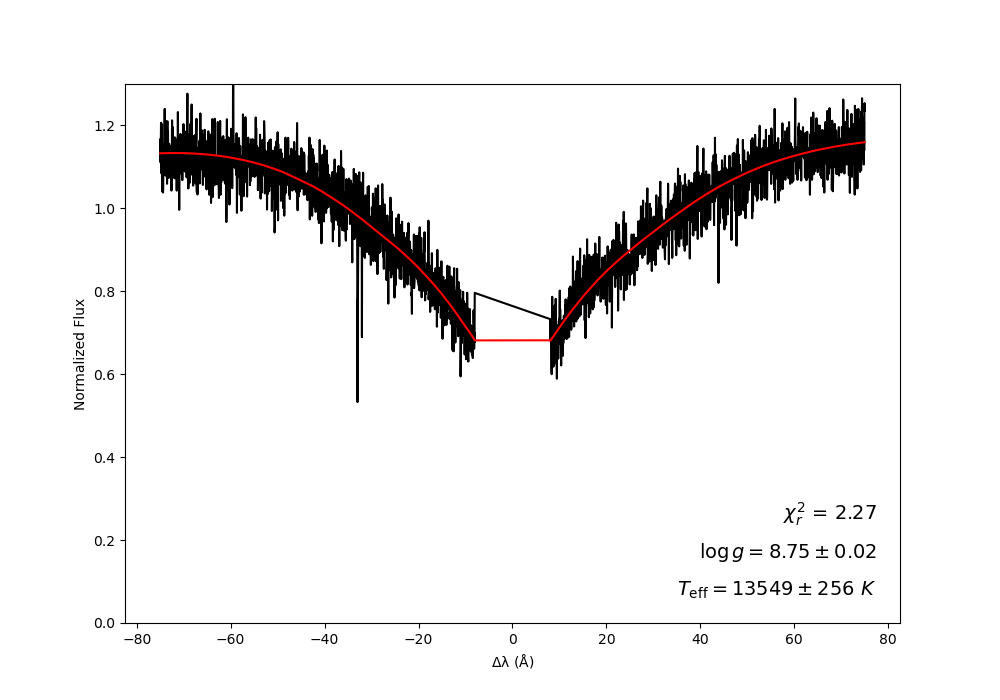 1.2
1.0
0.8
0.6
0.4
0.2
0.0
Normalized Flux
χ²ᵣ = 2.27
log g = 8.75 ± 0.02
T_eff = 13549 ± 256 K
−80 −60 −40 −20 0 20 40 60 80
Δλ (Å)